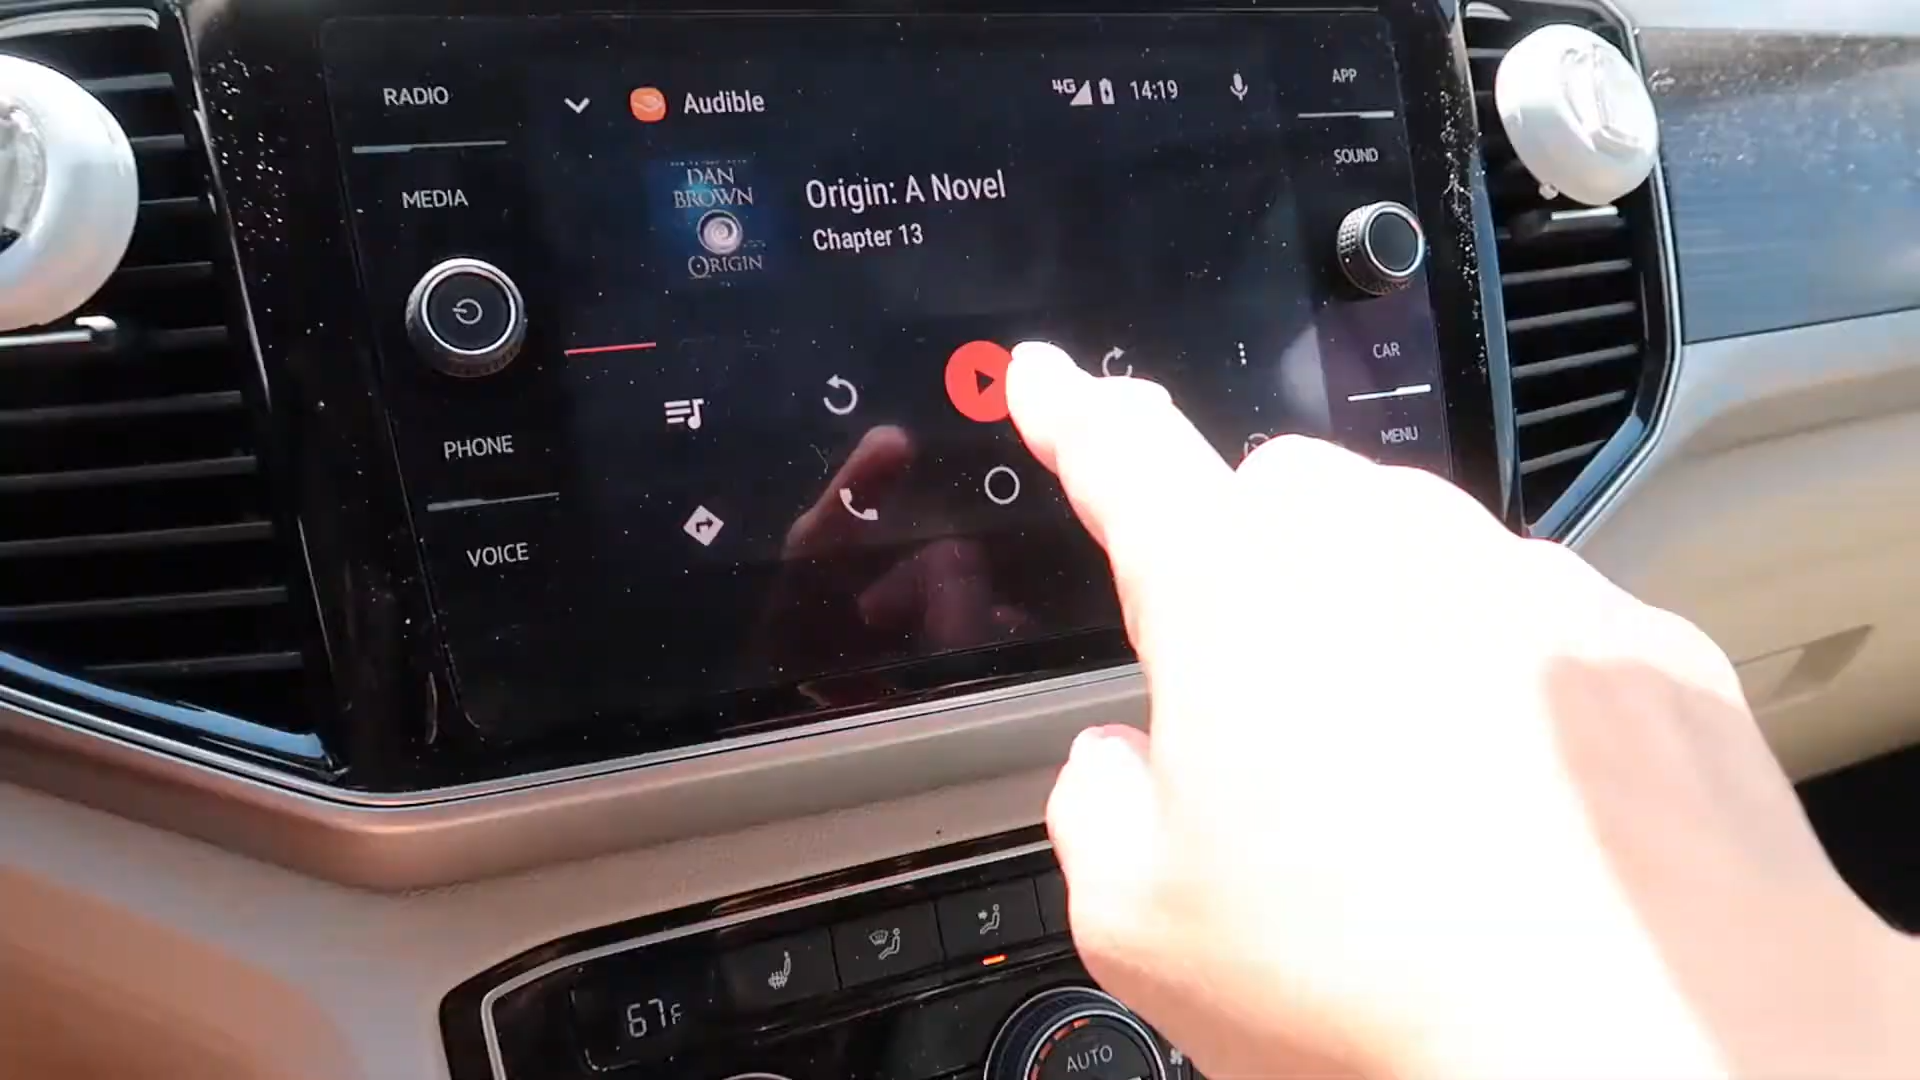 RADIO
MEDIA
PHONE
VOICE
Audible
4G
14:19
DAN
BROWN
ORIGIN
Origin: A Novel
Chapter 13
APP
SOUND
CAR
MENU
67F
AUTO